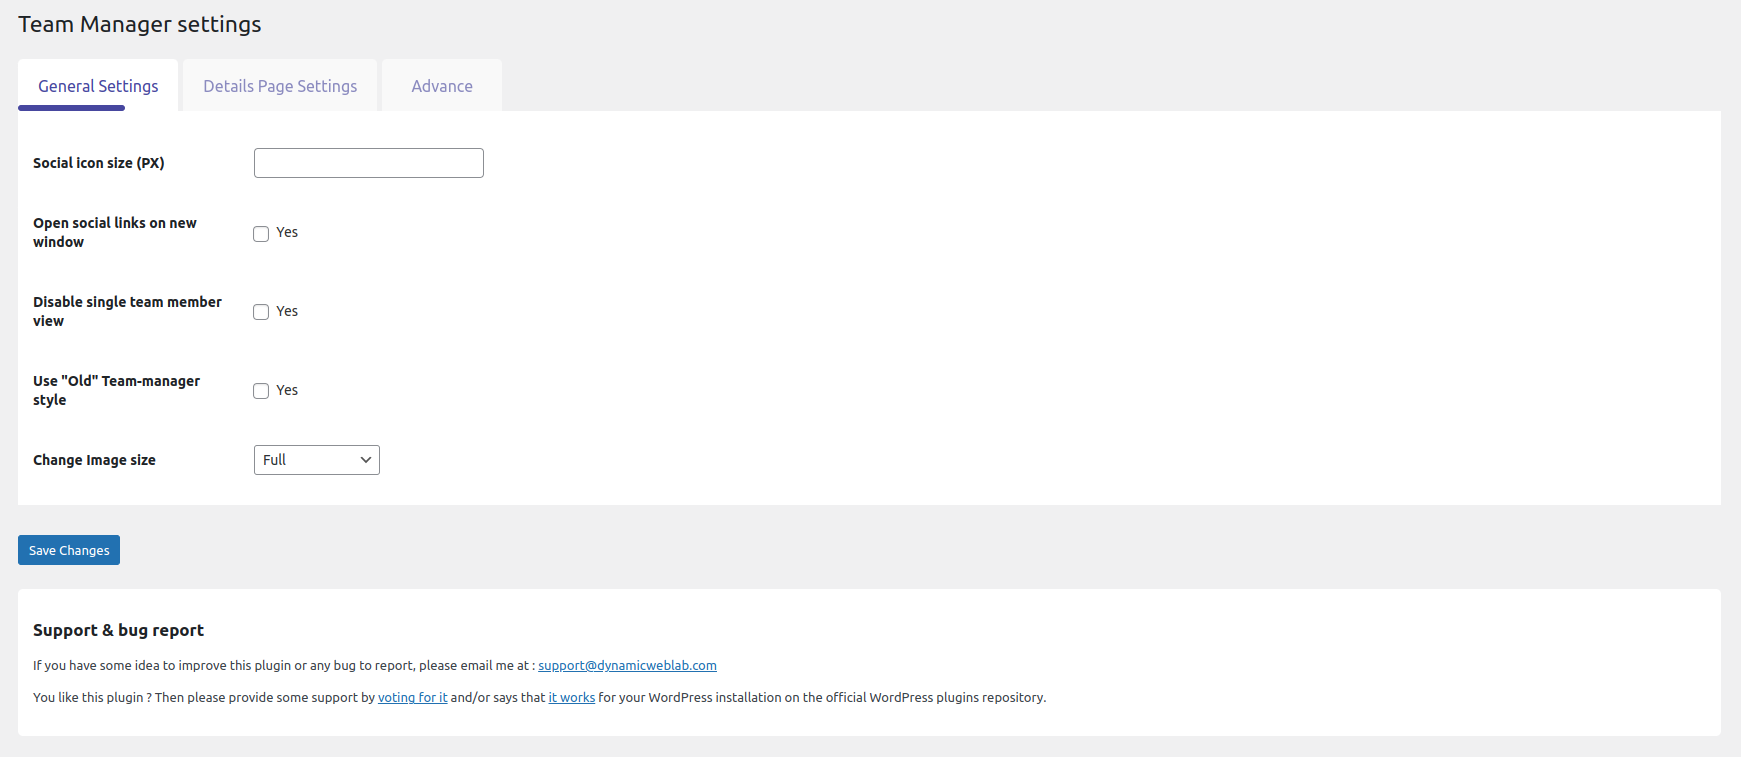 Team Manager settings
General Settings
Details Page Settings
Advance
Social icon size (PX)
Open social links on new
window
Yes
Disable single team member
view
Yes
Use "Old" Team-manager
style
Yes
Change Image size
Full
Save Changes
Support & bug report
If you have some idea to improve this plugin or any bug to report, please email me at : support@dynamicweblab.com
You like this plugin ? Then please provide some support by voting for it and/or says that it works for your WordPress installation on the official WordPress plugins repository.